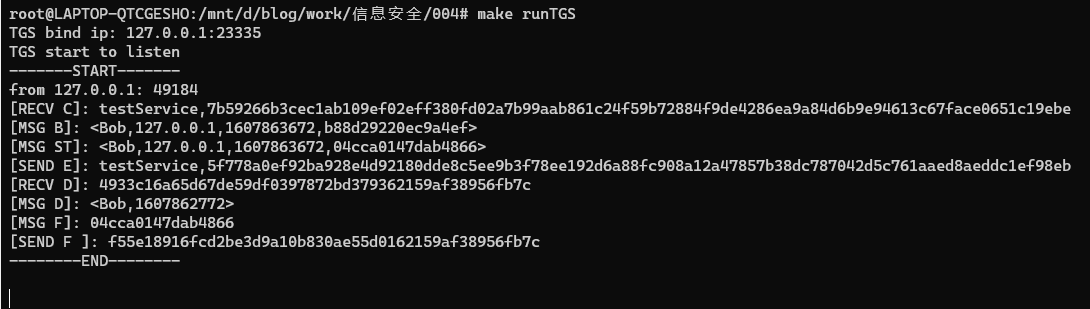 root@LAPTOP-QTCGESHO:/mnt/d/blog/work/信息安全/004# make runTGS
TGS bind ip: 127.0.0.1:23335
TGS start to listen
-------START-------
from 127.0.0.1: 49184
[RECV C]: testService,7b59266b3cec1ab109ef02eff380fd02a7b99aab861c24f59b72884f9de4286ea9a84d6b9e94613c67face0651c19ebe
[MSG B]: <Bob,127.0.0.1,1607863672,b88d29220ec9a4ef>
[MSG ST]: <Bob,127.0.0.1,1607863672,04cca0147dab4866>
[SEND E]: testService,5f778a0ef92ba928e4d92180dde8c5ee9b3f78ee192d6a88fc908a12a47857b38dc787042d5c761aaed8aeddc1ef98eb
[RECV D]: 4933c16a65d67de59df0397872bd379362159af38956fb7c
[MSG D]: <Bob,1607862772>
[MSG F]: 04cca0147dab4866
[SEND F ]: f55e18916fcd2be3d9a10b830ae55d0162159af38956fb7c
--------END--------